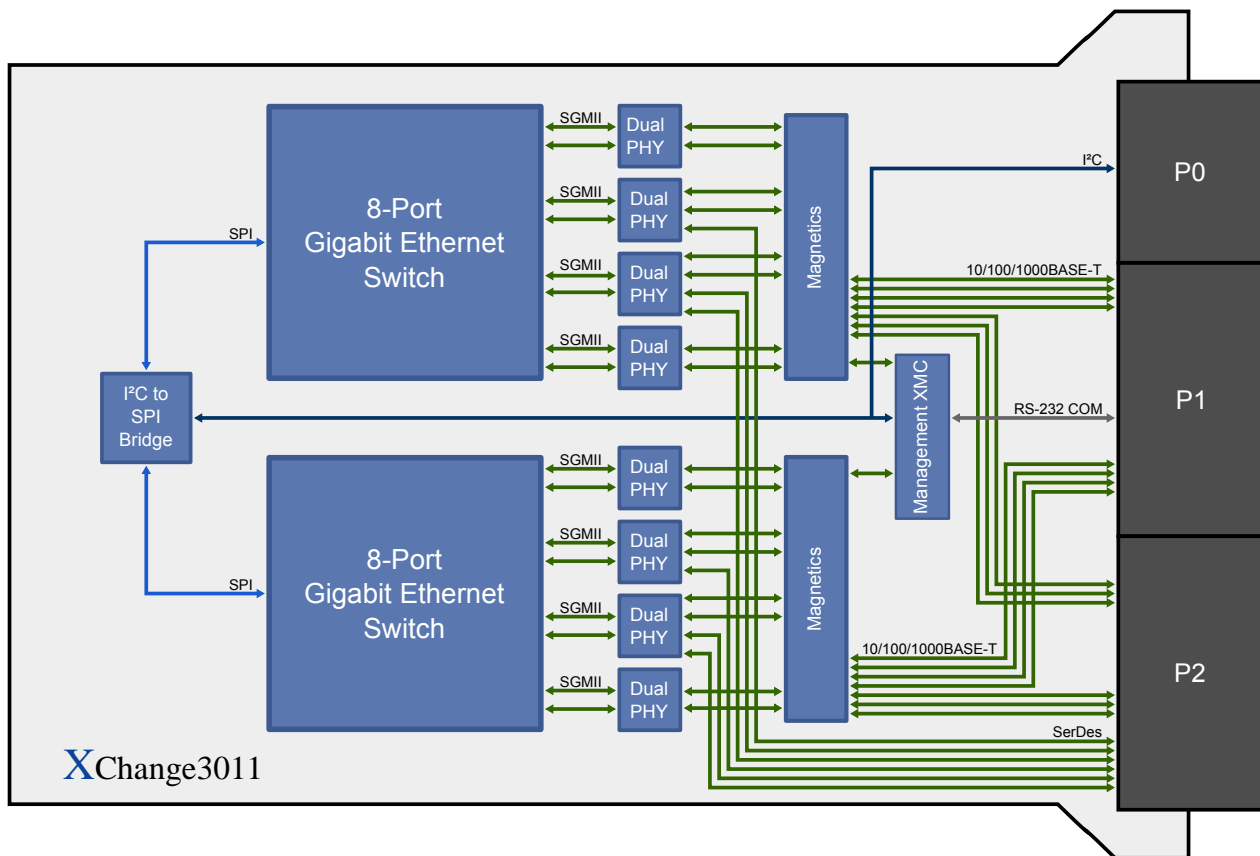 SGMII
Dual
PHY
I²C
P0
8-Port
Gigabit Ethernet
Switch
SPI
SGMII
Dual
PHY
Magnetics
SGMII
Dual
PHY
10/100/1000BASE-T
SGMII
Dual
PHY
I²C to
SPI
Bridge
Management XMC
RS-232 COM
P1
SGMII
Dual
PHY
8-Port
Gigabit Ethernet
Switch
SPI
SGMII
Dual
PHY
Magnetics
SGMII
Dual
PHY
10/100/1000BASE-T
SGMII
Dual
PHY
P2
SerDes
XChange3011